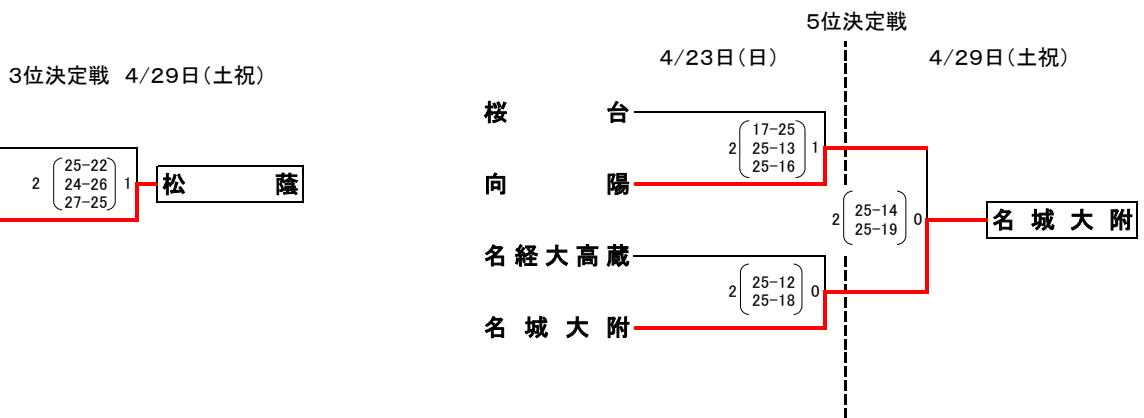 3位決定戦 4/29日(土祝)
2 25-22 1
24-26
27-25
松蔭
5位決定戦
4/23日(日) 4/29日(土祝)
桜台
2 17-25 1
25-13
25-16
向陽
2 25-14 0
25-19
名城大附
名経大高蔵
2 25-12 0
25-18
名城大附